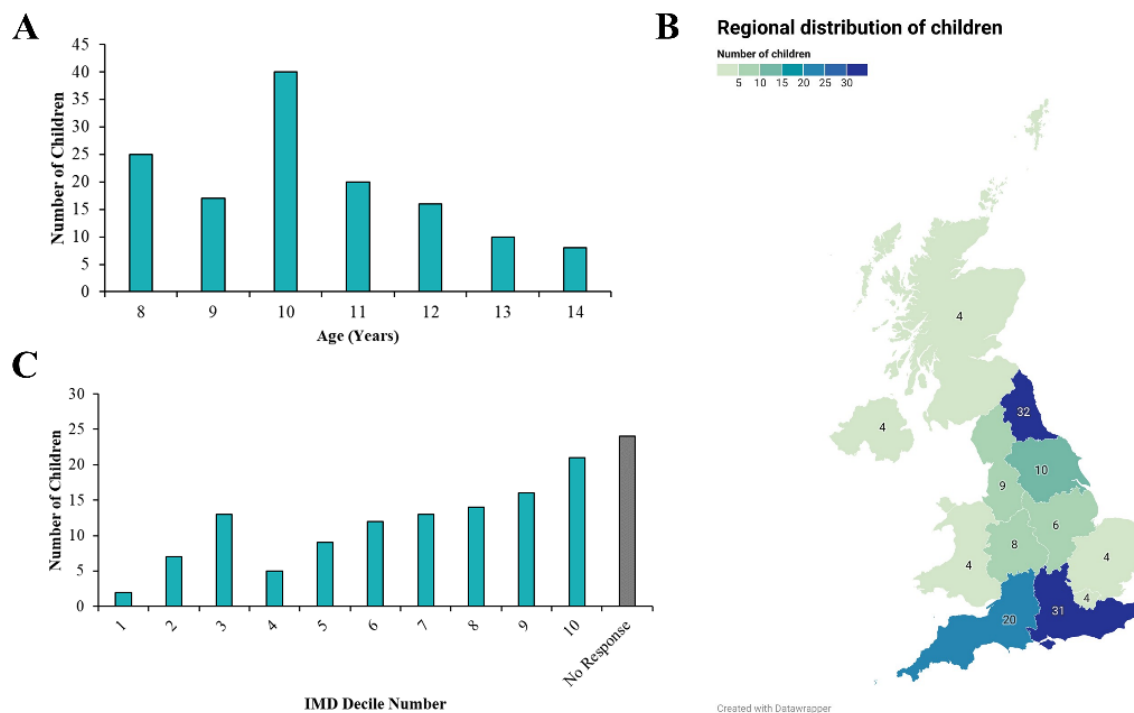 A
Number of Children
45
40
35
30
25
20
15
10
5
0
8 9 10 11 12 13 14
Age (Years)
B
Regional distribution of children
Number of children
5 10 15 20 25 30
4
4
32
10
9
6
8
4
4
4
31
20
Created with Datawrapper
C
Number of Children
30
25
20
15
10
5
0
1 2 3 4 5 6 7 8 9 10 No Response
IMD Decile Number